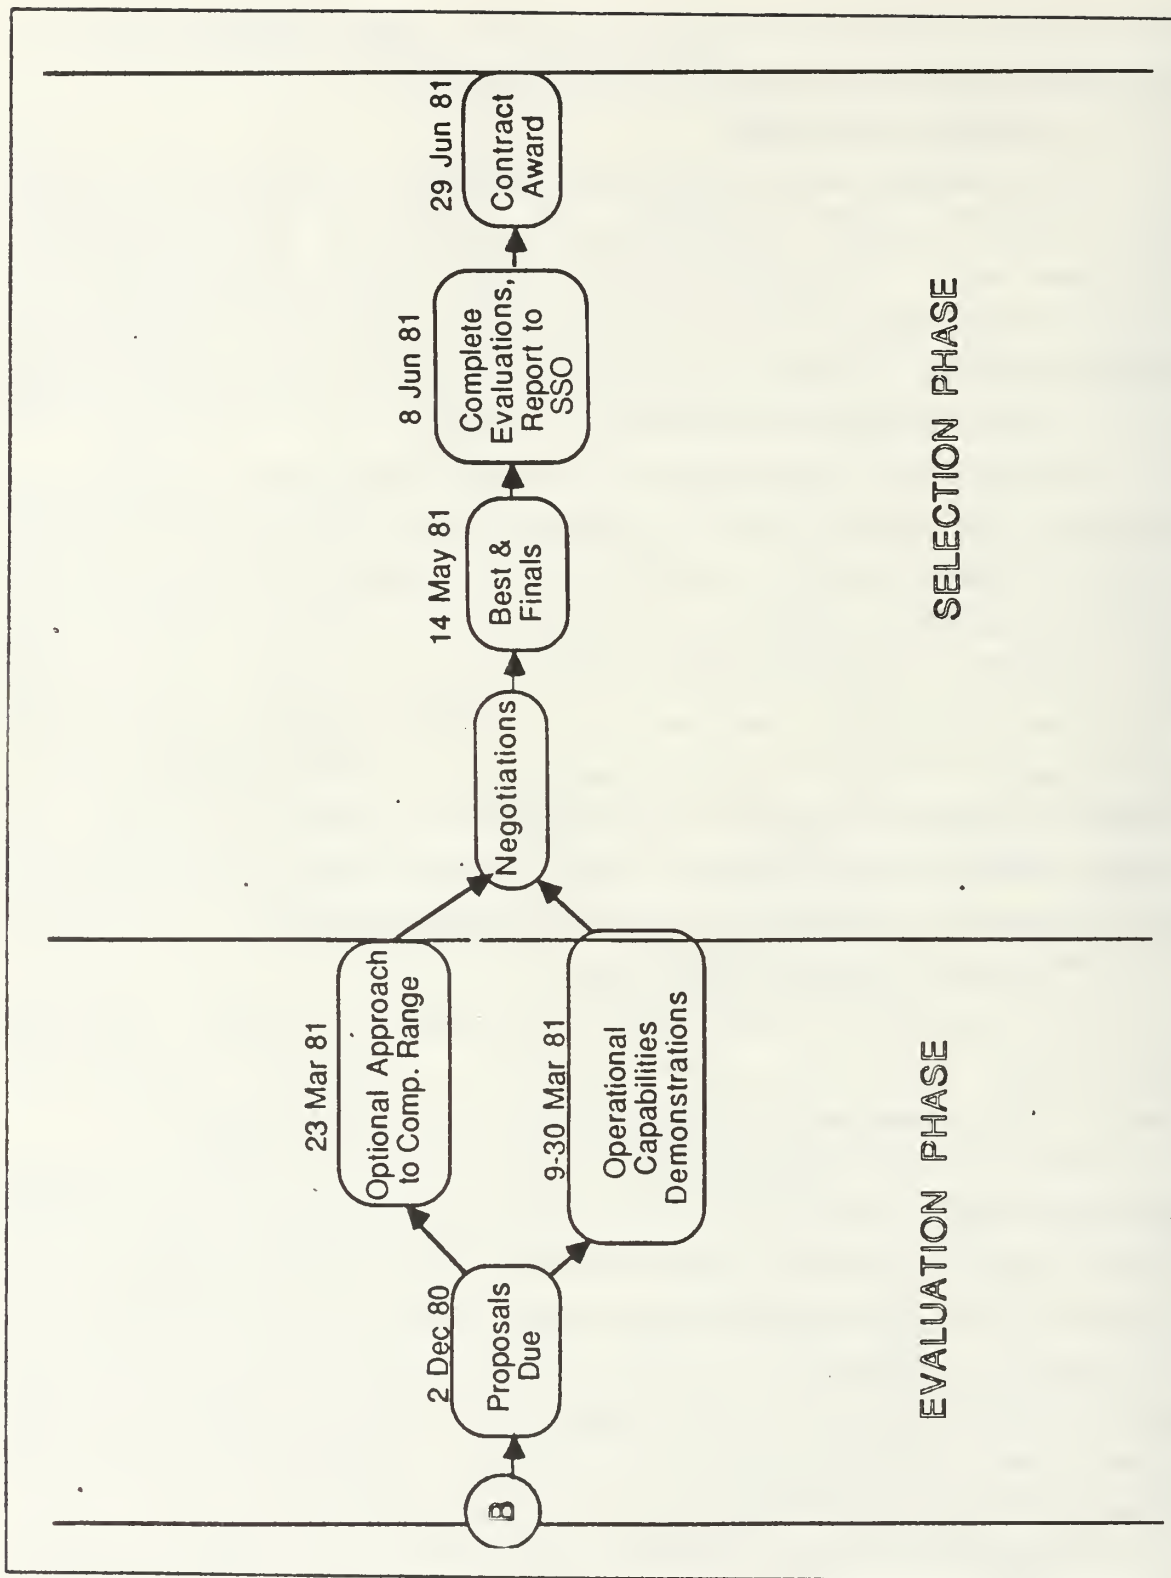 B
2 Dec 80
Proposals
Due
23 Mar 81
Optional Approach
to Comp. Range
9-30 Mar 81
Operational
Capabilities
Demonstrations
Negotiations
14 May 81
Best &
Finals
8 Jun 81
Complete
Evaluations,
Report to
SSO
29 Jun 81
Contract
Award
EVALUATION PHASE
SELECTION PHASE